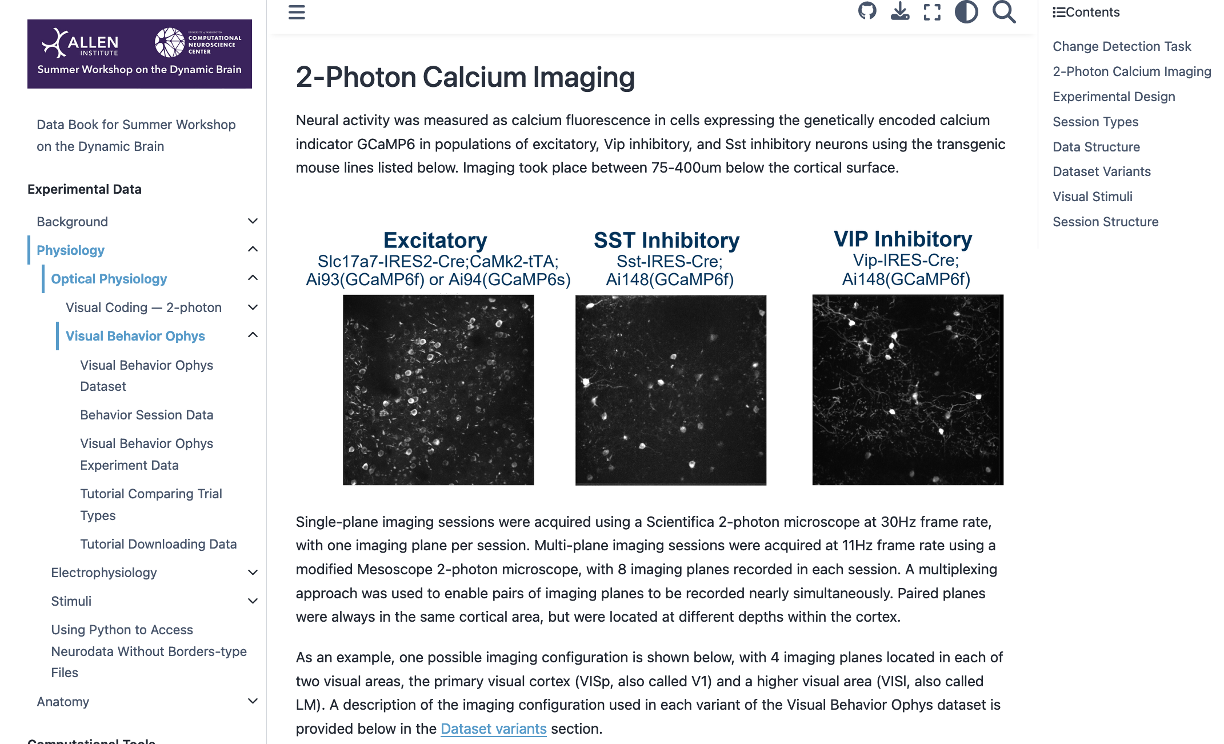 ALLEN
INSTITUTE
COMPUTATIONAL
NEUROSCIENCE
CENTER
Summer Workshop on the Dynamic Brain
Data Book for Summer Workshop
on the Dynamic Brain
Experimental Data
Background
Physiology
Optical Physiology
Visual Coding — 2-photon
Visual Behavior Ophys
Visual Behavior Ophys
Dataset
Behavior Session Data
Visual Behavior Ophys
Experiment Data
Tutorial Comparing Trial
Types
Tutorial Downloading Data
Electrophysiology
Stimuli
Using Python to Access
Neurodata Without Borders-type
Files
Anatomy
Computational Tools
2-Photon Calcium Imaging
Neural activity was measured as calcium fluorescence in cells expressing the genetically encoded calcium
indicator GCaMP6 in populations of excitatory, Vip inhibitory, and Sst inhibitory neurons using the transgenic
mouse lines listed below. Imaging took place between 75-400um below the cortical surface.
Excitatory
Slc17a7-IRES2-Cre;CaMk2-tTA;
Ai93(GCaMP6f) or Ai94(GCaMP6s)
SST Inhibitory
Sst-IRES-Cre;
Ai148(GCaMP6f)
VIP Inhibitory
Vip-IRES-Cre;
Ai148(GCaMP6f)
Single-plane imaging sessions were acquired using a Scientifica 2-photon microscope at 30Hz frame rate,
with one imaging plane per session. Multi-plane imaging sessions were acquired at 11Hz frame rate using a
modified Mesoscope 2-photon microscope, with 8 imaging planes recorded in each session. A multiplexing
approach was used to enable pairs of imaging planes to be recorded nearly simultaneously. Paired planes
were always in the same cortical area, but were located at different depths within the cortex.
As an example, one possible imaging configuration is shown below, with 4 imaging planes located in each of
two visual areas, the primary visual cortex (VISp, also called V1) and a higher visual area (VISl, also called
LM). A description of the imaging configuration used in each variant of the Visual Behavior Ophys dataset is
provided below in the Dataset variants section.
Contents
Change Detection Task
2-Photon Calcium Imaging
Experimental Design
Session Types
Data Structure
Dataset Variants
Visual Stimuli
Session Structure